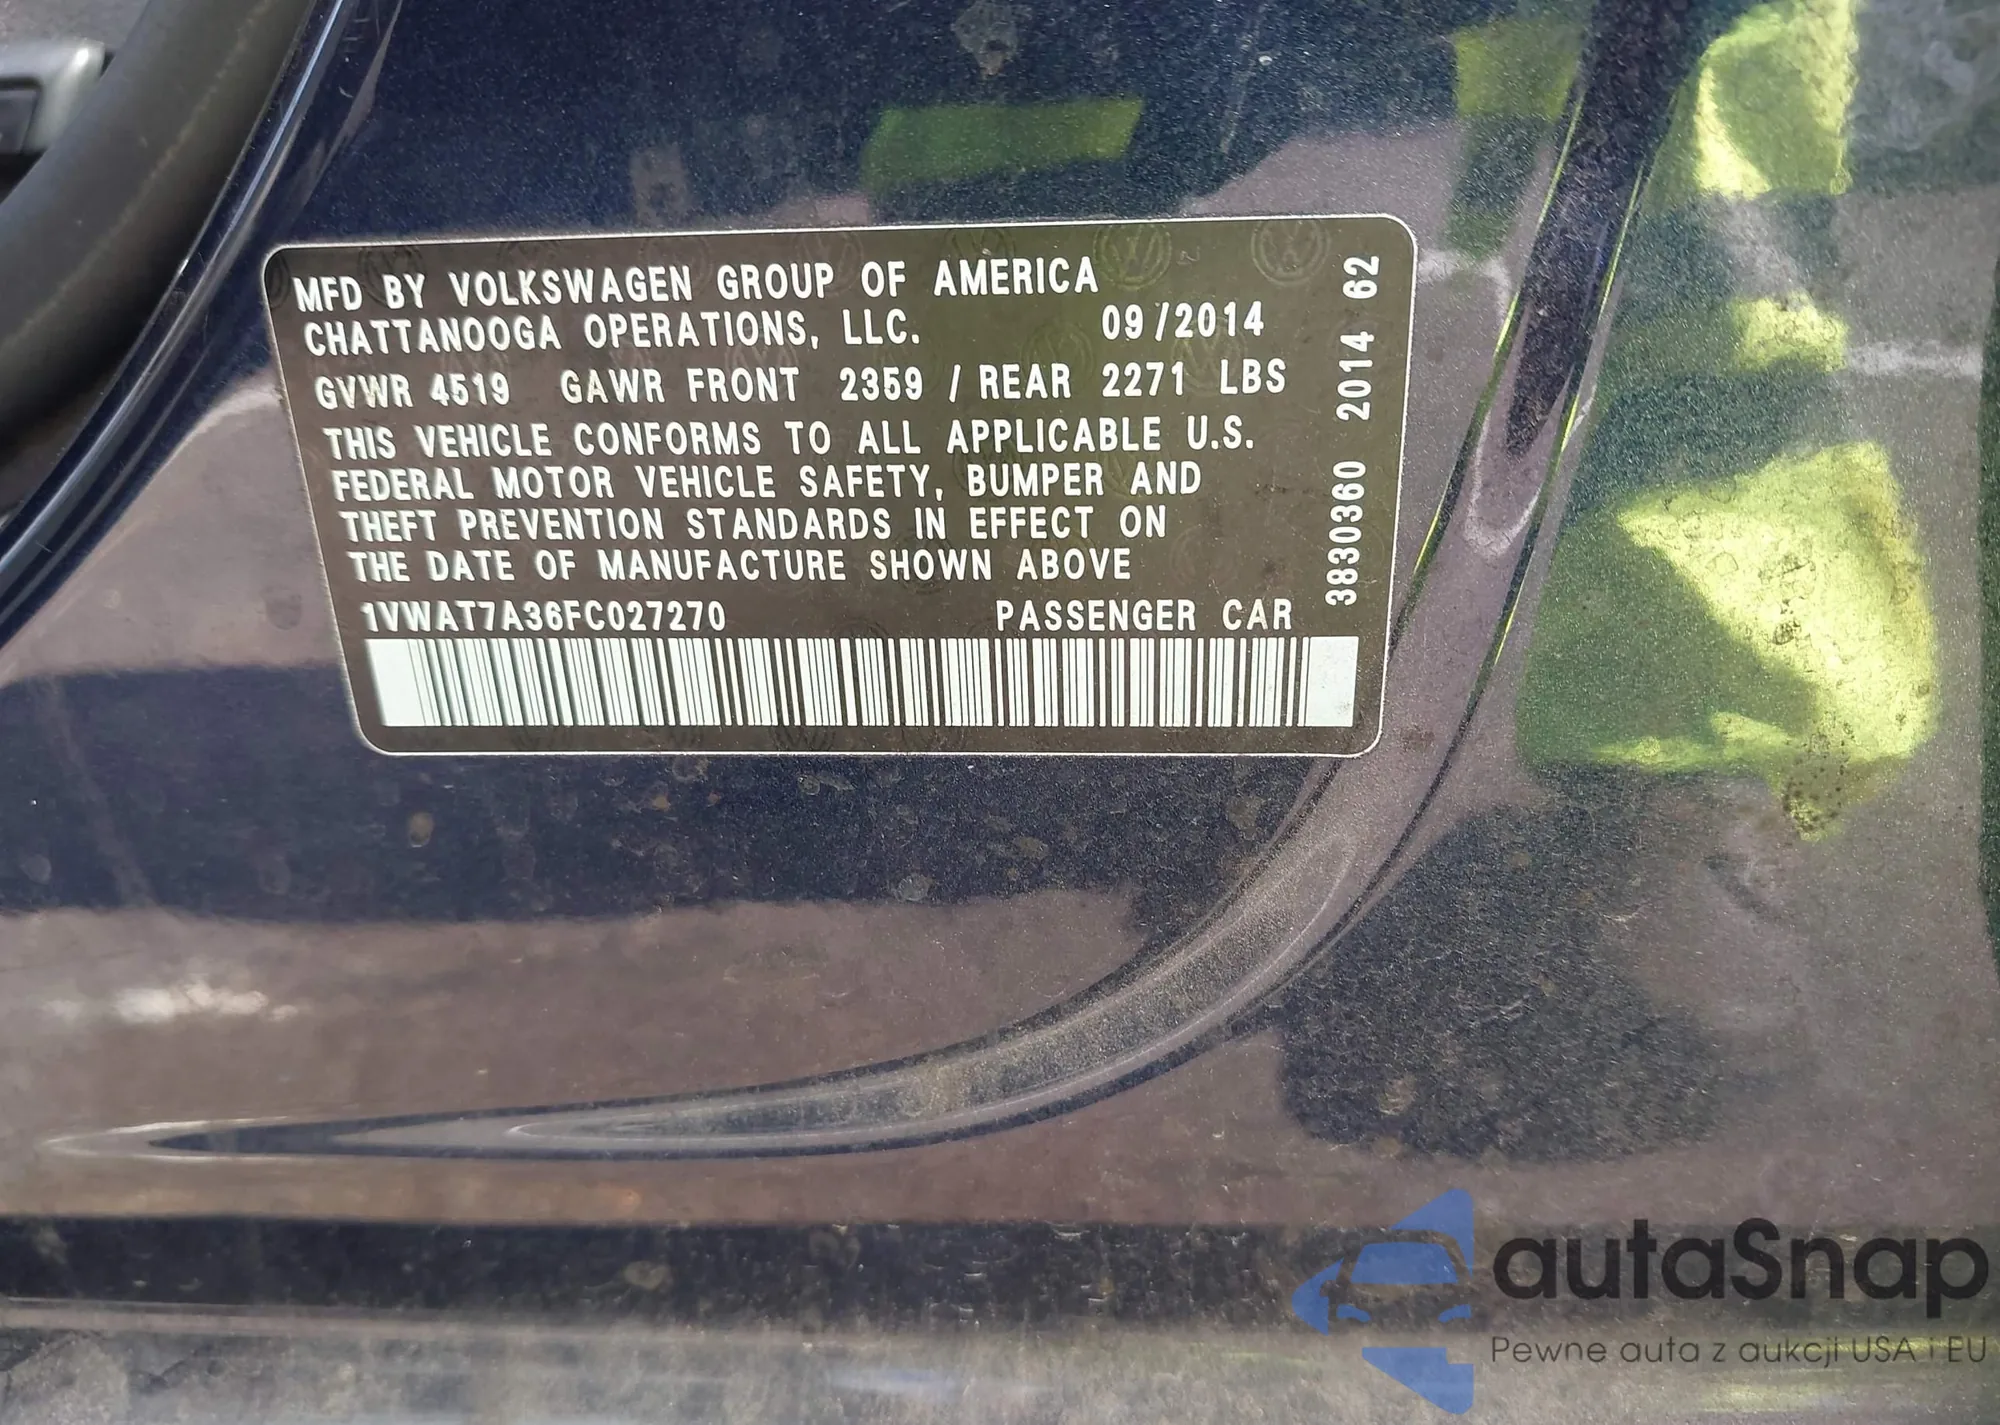 MFD BY VOLKSWAGEN GROUP OF AMERICA
CHATTANOOGA OPERATIONS, LLC. 09/2014
GVWR 4519 GAWR FRONT 2359 / REAR 2271 LBS
THIS VEHICLE CONFORMS TO ALL APPLICABLE U.S.
FEDERAL MOTOR VEHICLE SAFETY, BUMPER AND
THEFT PREVENTION STANDARDS IN EFFECT ON
THE DATE OF MANUFACTURE SHOWN ABOVE
1VWAT7A36FC027270 PASSENGER CAR
3830360 2014 62
autaSnap
Pewne auta z aukcji USA i EU